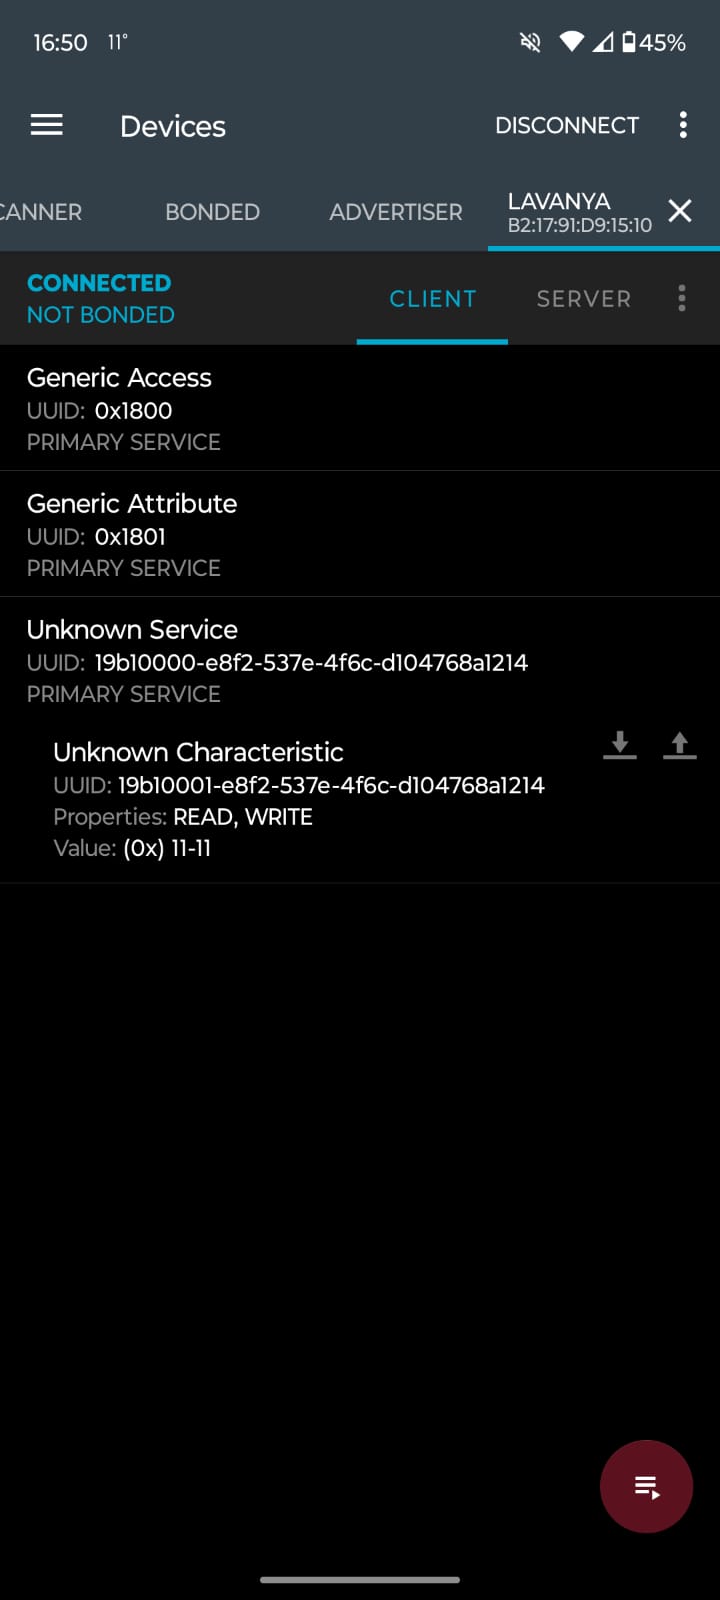 16:50 11°
45%
Devices
DISCONNECT
CANNER
BONDED
ADVERTISER
LAVANYA
B2:17:91:D9:15:10
CONNECTED
NOT BONDED
CLIENT
SERVER
Generic Access
UUID: 0x1800
PRIMARY SERVICE
Generic Attribute
UUID: 0x1801
PRIMARY SERVICE
Unknown Service
UUID: 19b10000-e8f2-537e-4f6c-d104768a1214
PRIMARY SERVICE
Unknown Characteristic
UUID: 19b10001-e8f2-537e-4f6c-d104768a1214
Properties: READ, WRITE
Value: (0x) 11-11